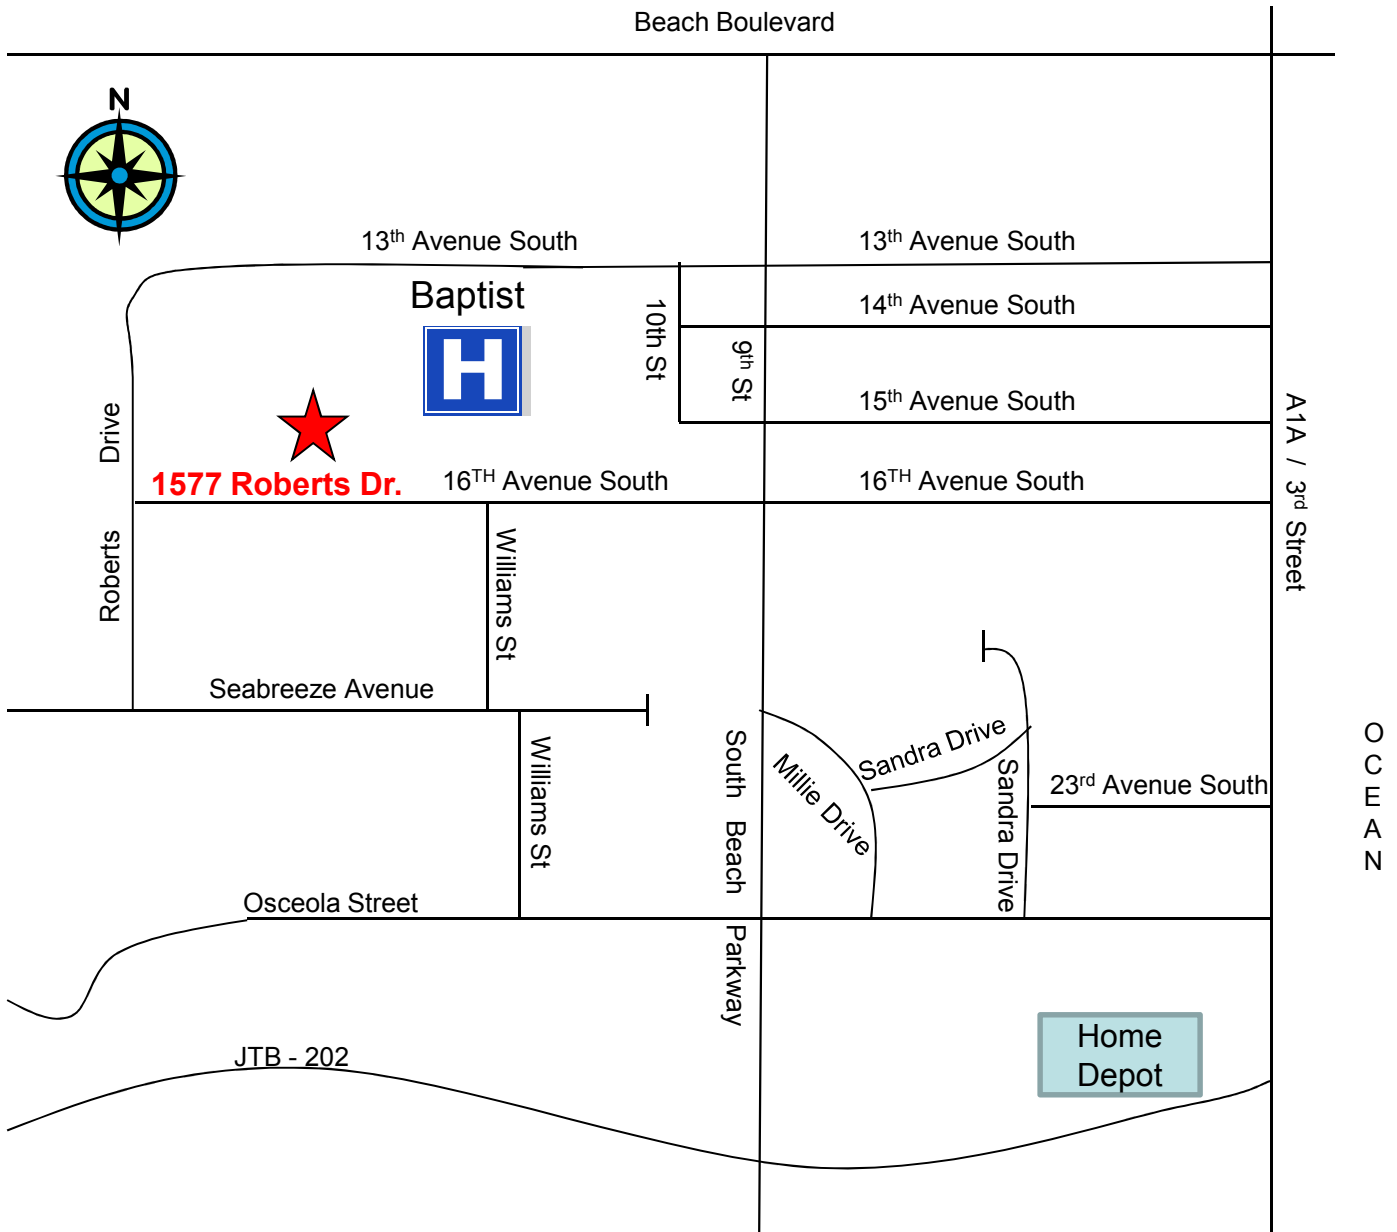 Beach Boulevard
N
13th Avenue South
13th Avenue South
Baptist
H
10th St
14th Avenue South
9th St
15th Avenue South
A1A / 3rd Street
Roberts Drive
1577 Roberts Dr.
16TH Avenue South
16TH Avenue South
Williams St
Seabreeze Avenue
Williams St
South Beach Parkway
Millie Drive
Sandra Drive
Sandra Drive
23rd Avenue South
OCEAN
Osceola Street
Home
Depot
JTB - 202